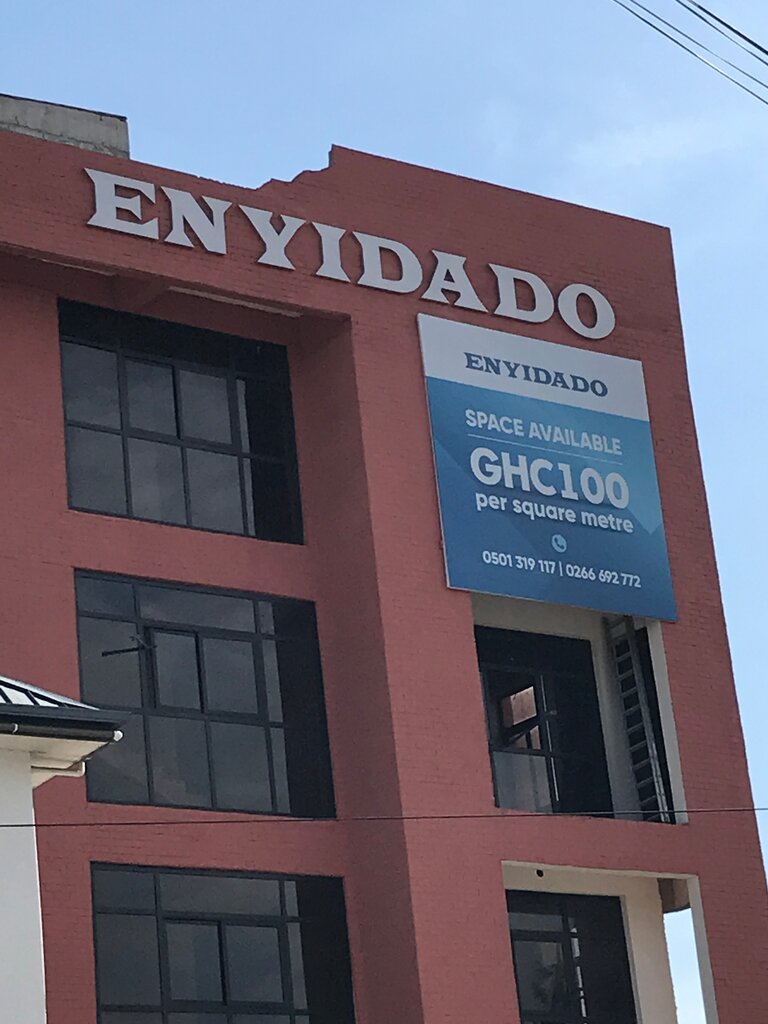 ENYIDADO
ENYIDADO
SPACE AVAILABLE
GHC100
per square metre
0501 319 117 | 0266 692 772